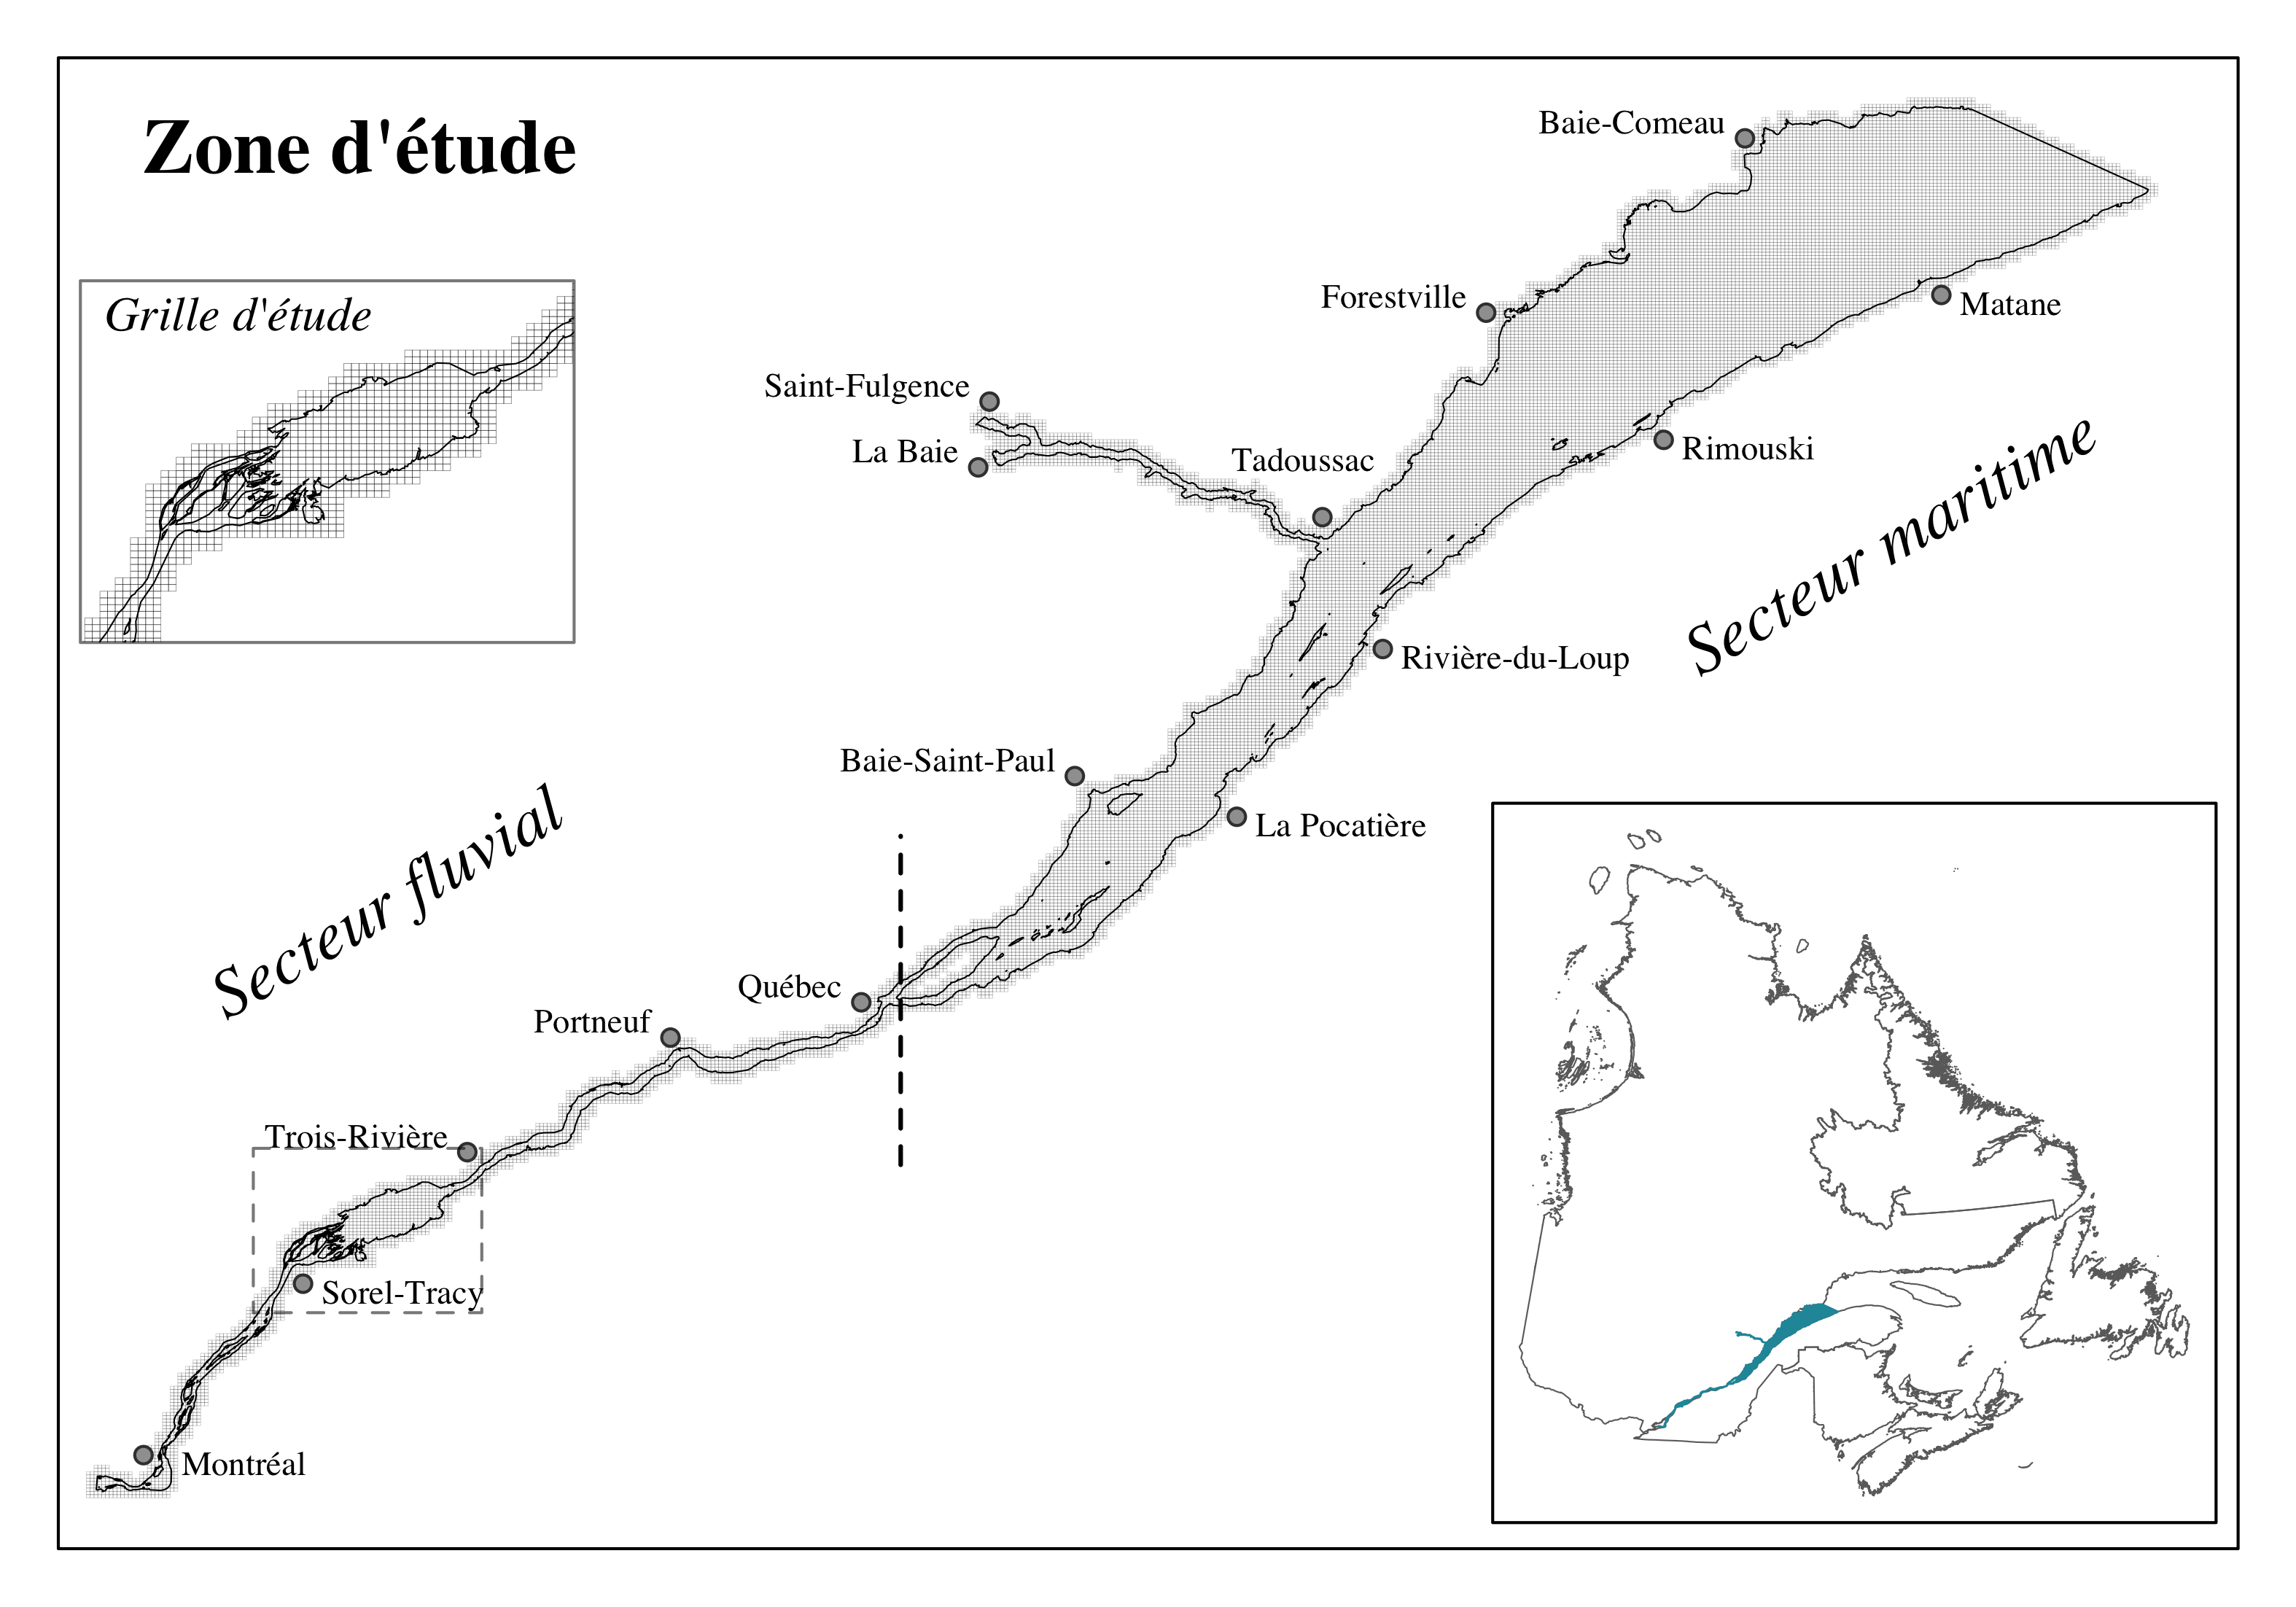 Zone d'étude
Baie-Comeau
Grille d'étude
Forestville
Matane
Saint-Fulgence
La Baie
Tadoussac
Rimouski
Secteur maritime
Rivière-du-Loup
Baie-Saint-Paul
La Pocatière
Secteur fluvial
Québec
Portneuf
Trois-Rivière
Sorel-Tracy
Montréal